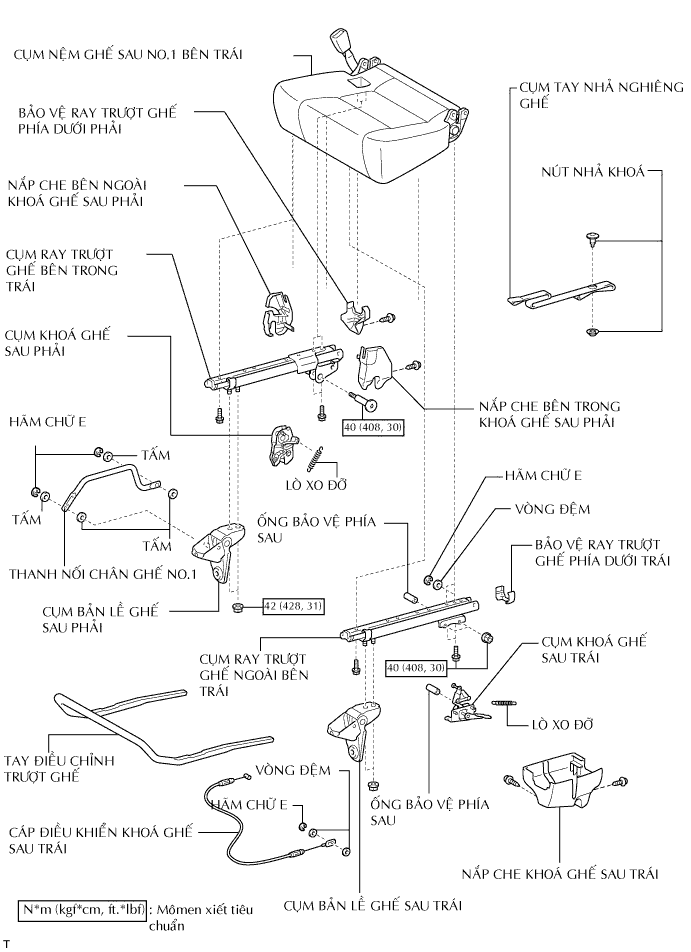 CỤM NỆM GHẾ SAU NO.1 BÊN TRÁI
CỤM TAY NHẢ NGHIÊNG
GHẾ
BẢO VỆ RAY TRƯỢT GHẾ
PHÍA DƯỚI PHẢI
NÚT NHẢ KHOÁ
NẮP CHE BÊN NGOÀI
KHOÁ GHẾ SAU PHẢI
CỤM RAY TRƯỢT
GHẾ BÊN TRONG
TRÁI
CỤM KHOÁ GHẾ
SAU PHẢI
NẮP CHE BÊN TRONG
KHOÁ GHẾ SAU PHẢI
40 (408, 30)
HÃM CHỮ E
TẤM
LÒ XO ĐỠ
HÃM CHỮ E
VÒNG ĐỆM
TẤM
ỐNG BẢO VỆ PHÍA
SAU
TẤM
BẢO VỆ RAY TRƯỢT
GHẾ PHÍA DƯỚI TRÁI
THANH NỐI CHÂN GHẾ NO.1
42 (428, 31)
CỤM BẢN LỀ GHẾ
SAU PHẢI
CỤM KHOÁ GHẾ
SAU TRÁI
CỤM RAY TRƯỢT
GHẾ NGOÀI BÊN
TRÁI
40 (408, 30)
LÒ XO ĐỠ
TAY ĐIỀU CHỈNH
TRƯỢT GHẾ
VÒNG ĐỆM
HÃM CHỮ E
ỐNG BẢO VỆ PHÍA
SAU
CÁP ĐIỀU KHIỂN KHOÁ GHẾ
SAU TRÁI
NẮP CHE KHOÁ GHẾ SAU TRÁI
CỤM BẢN LỀ GHẾ SAU TRÁI
N*m (kgf*cm, ft.*lbf) : Mômen xiết tiêu
chuẩn
T